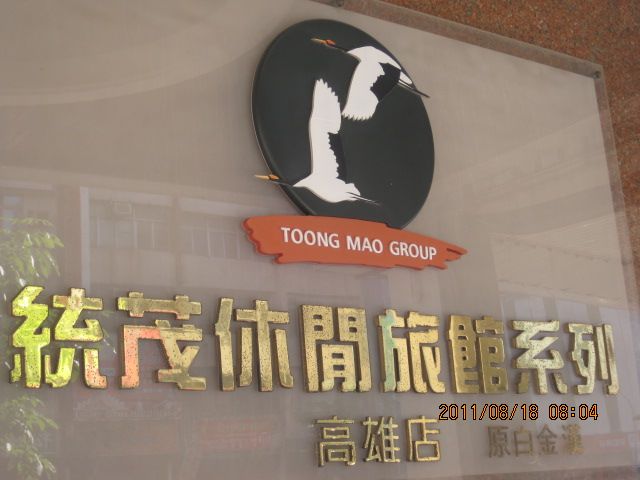 TOONG MAO GROUP
統茂休閒旅館系列
高雄店 原白金漢
2011/08/18 08:04